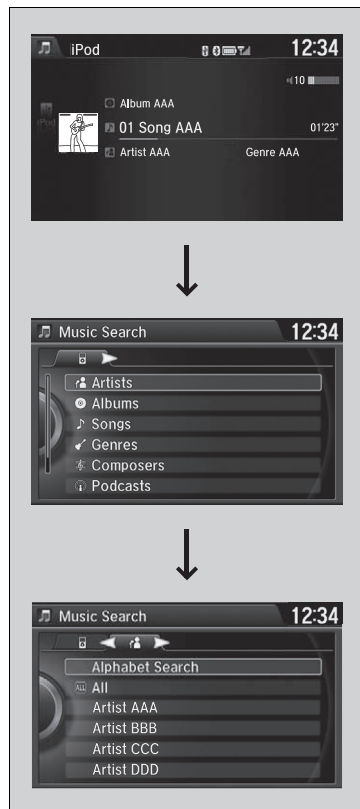 iPod 12:34
10
iPod
Album AAA
01 Song AAA 01'23"
Artist AAA Genre AAA
Music Search 12:34
Artists
Albums
Songs
Genres
Composers
Podcasts
Music Search 12:34
Alphabet Search
ALL All
Artist AAA
Artist BBB
Artist CCC
Artist DDD